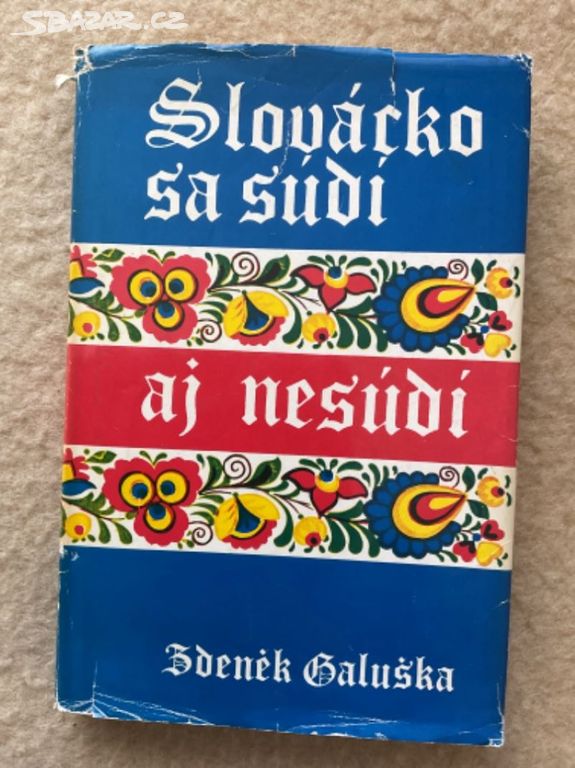 SBAZAR.CZ
Slovácko
sa súdí
aj nesúdí
Zdeněk Galuška